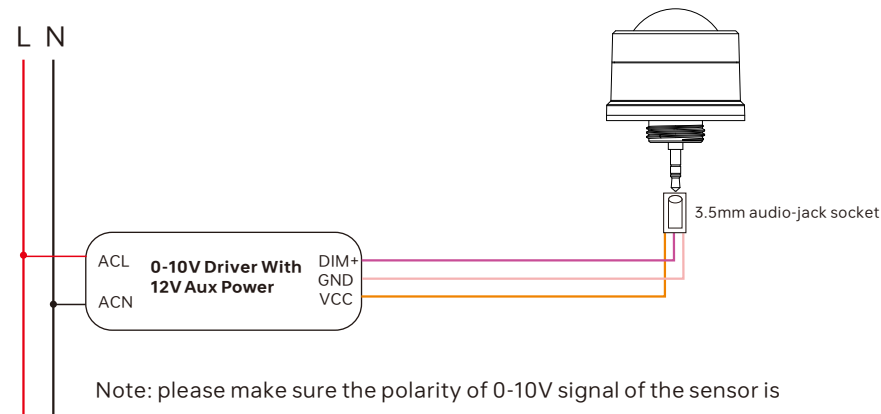 L N
3.5mm audio-jack socket
ACL
0-10V Driver With
12V Aux Power
ACN
DIM+
GND
VCC
Note: please make sure the polarity of 0-10V signal of the sensor is